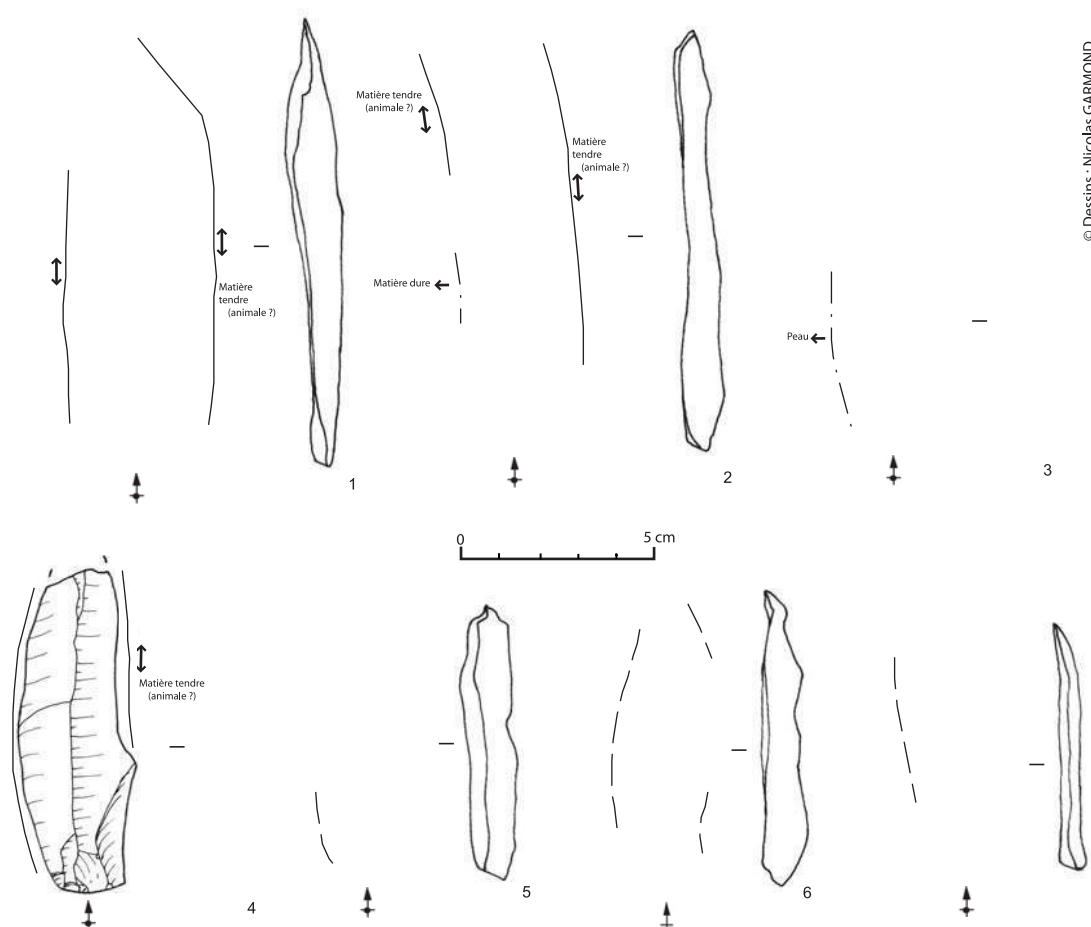 Matière tendre
(animale ?)
Matière
tendre
(animale ?)
Matière
tendre
(animale ?)
Matière dure
Peau
1
2
3
0
5 cm
Matière tendre
(animale ?)
4
5
6
© Dessins : Nicolas GARMOND